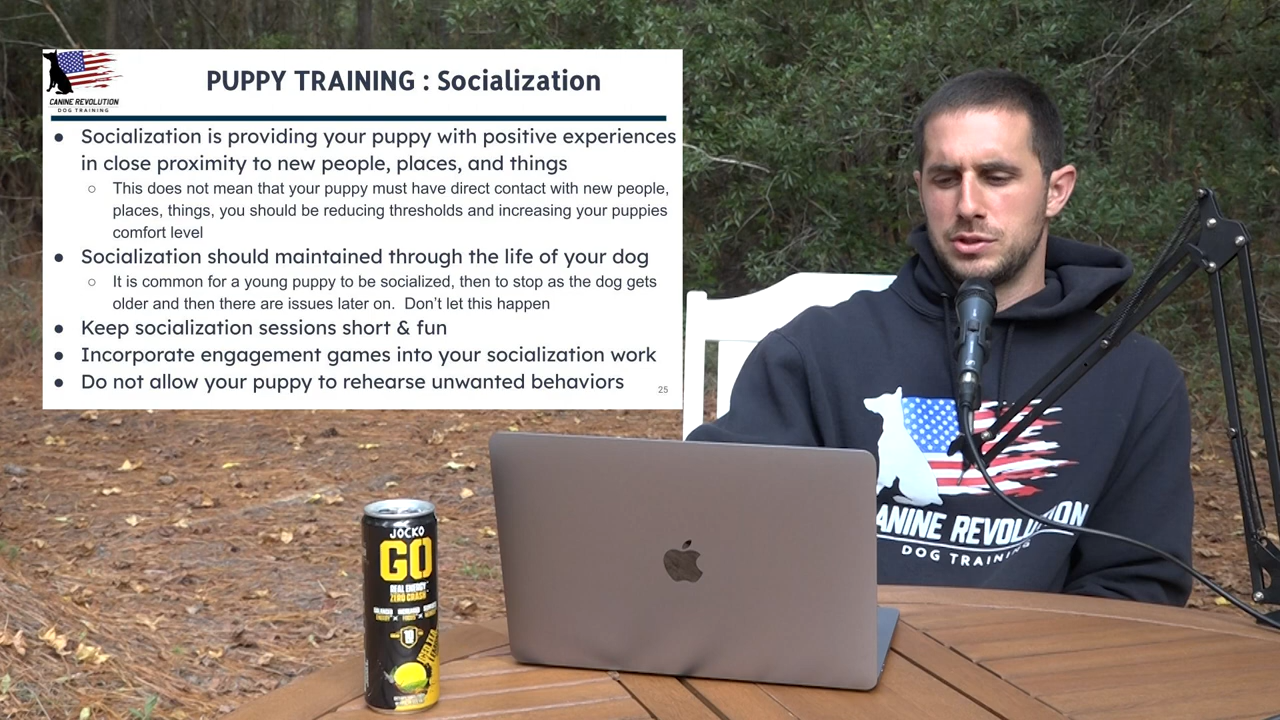 PUPPY TRAINING : Socialization
CANINE REVOLUTION
DOG TRAINING
● Socialization is providing your puppy with positive experiences
in close proximity to new people, places, and things
○ This does not mean that your puppy must have direct contact with new people,
places, things, you should be reducing thresholds and increasing your puppies
comfort level
● Socialization should maintained through the life of your dog
○ It is common for a young puppy to be socialized, then to stop as the dog gets
older and then there are issues later on. Don't let this happen
● Keep socialization sessions short & fun
● Incorporate engagement games into your socialization work
● Do not allow your puppy to rehearse unwanted behaviors
25
ANINE REVOLUTION
DOG TRAINING
JOCKO
GO
REAL ENERGY
ZERO CRASH